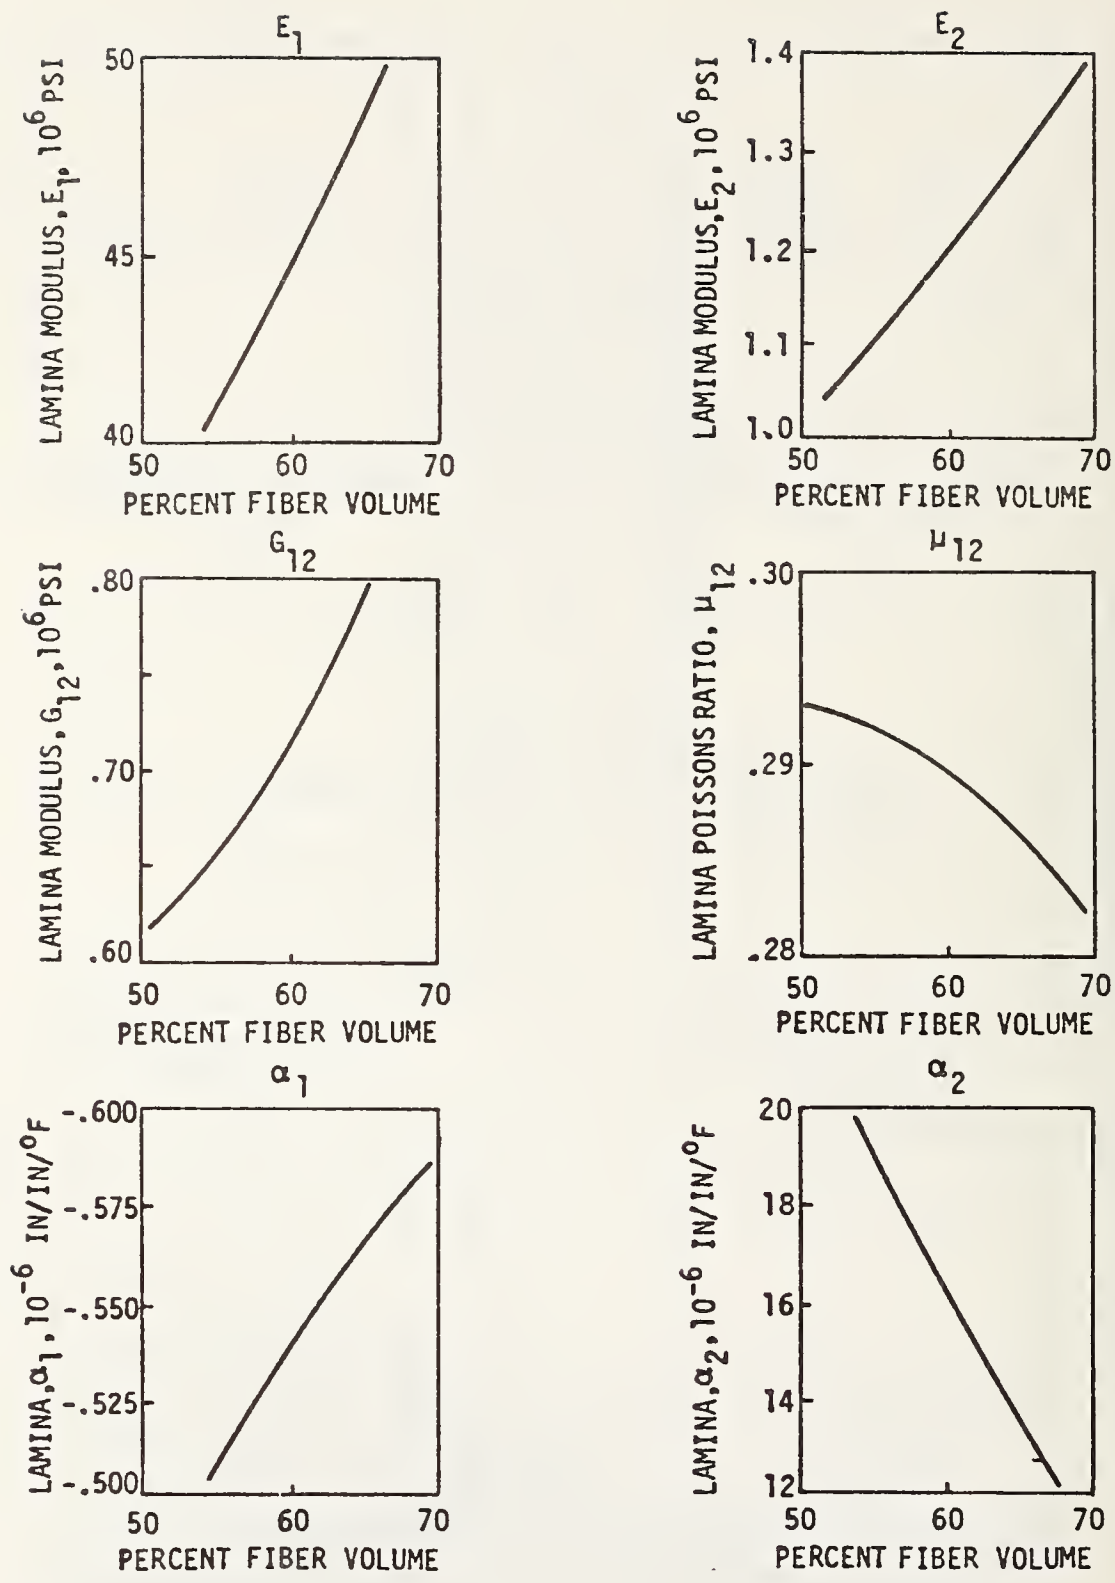 E1
LAMINA MODULUS, E1, 10^6 PSI
50
45
40
50 60 70
PERCENT FIBER VOLUME
E2
LAMINA MODULUS, E2, 10^6 PSI
1.4
1.3
1.2
1.1
1.0
50 60 70
PERCENT FIBER VOLUME
G12
LAMINA MODULUS, G12, 10^6 PSI
.80
.70
.60
50 60 70
PERCENT FIBER VOLUME
μ12
LAMINA POISSONS RATIO, μ12
.30
.29
.28
50 60 70
PERCENT FIBER VOLUME
α1
LAMINA, α1, 10^-6 IN/IN/°F
-.600
-.575
-.550
-.525
-.500
50 60 70
PERCENT FIBER VOLUME
α2
LAMINA, α2, 10^-6 IN/IN/°F
20
18
16
14
12
50 60 70
PERCENT FIBER VOLUME